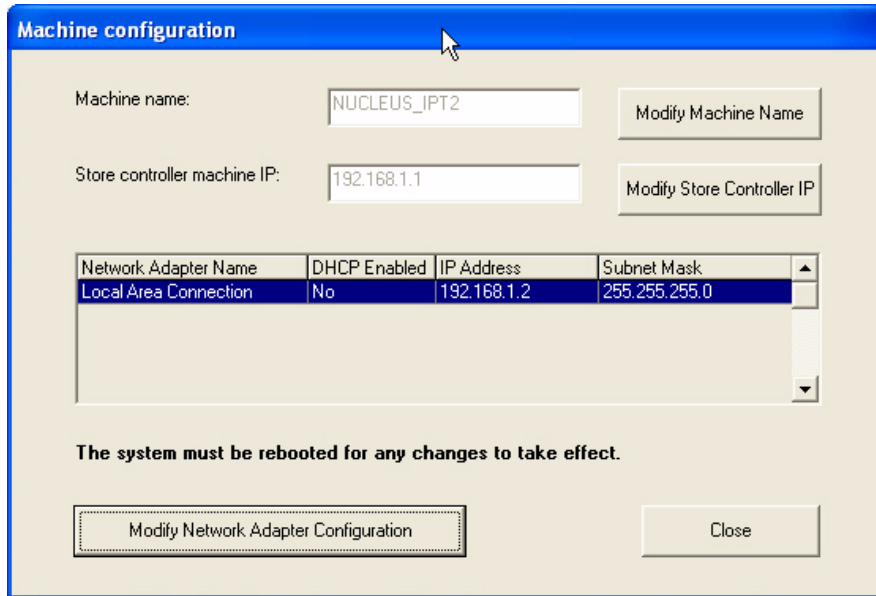 Machine configuration
Machine name: NUCLEUS_IPT2 Modify Machine Name
Store controller machine IP: 192.168.1.1 Modify Store Controller IP
Network Adapter Name DHCP Enabled IP Address Subnet Mask
Local Area Connection No 192.168.1.2 255.255.255.0
The system must be rebooted for any changes to take effect.
Modify Network Adapter Configuration Close